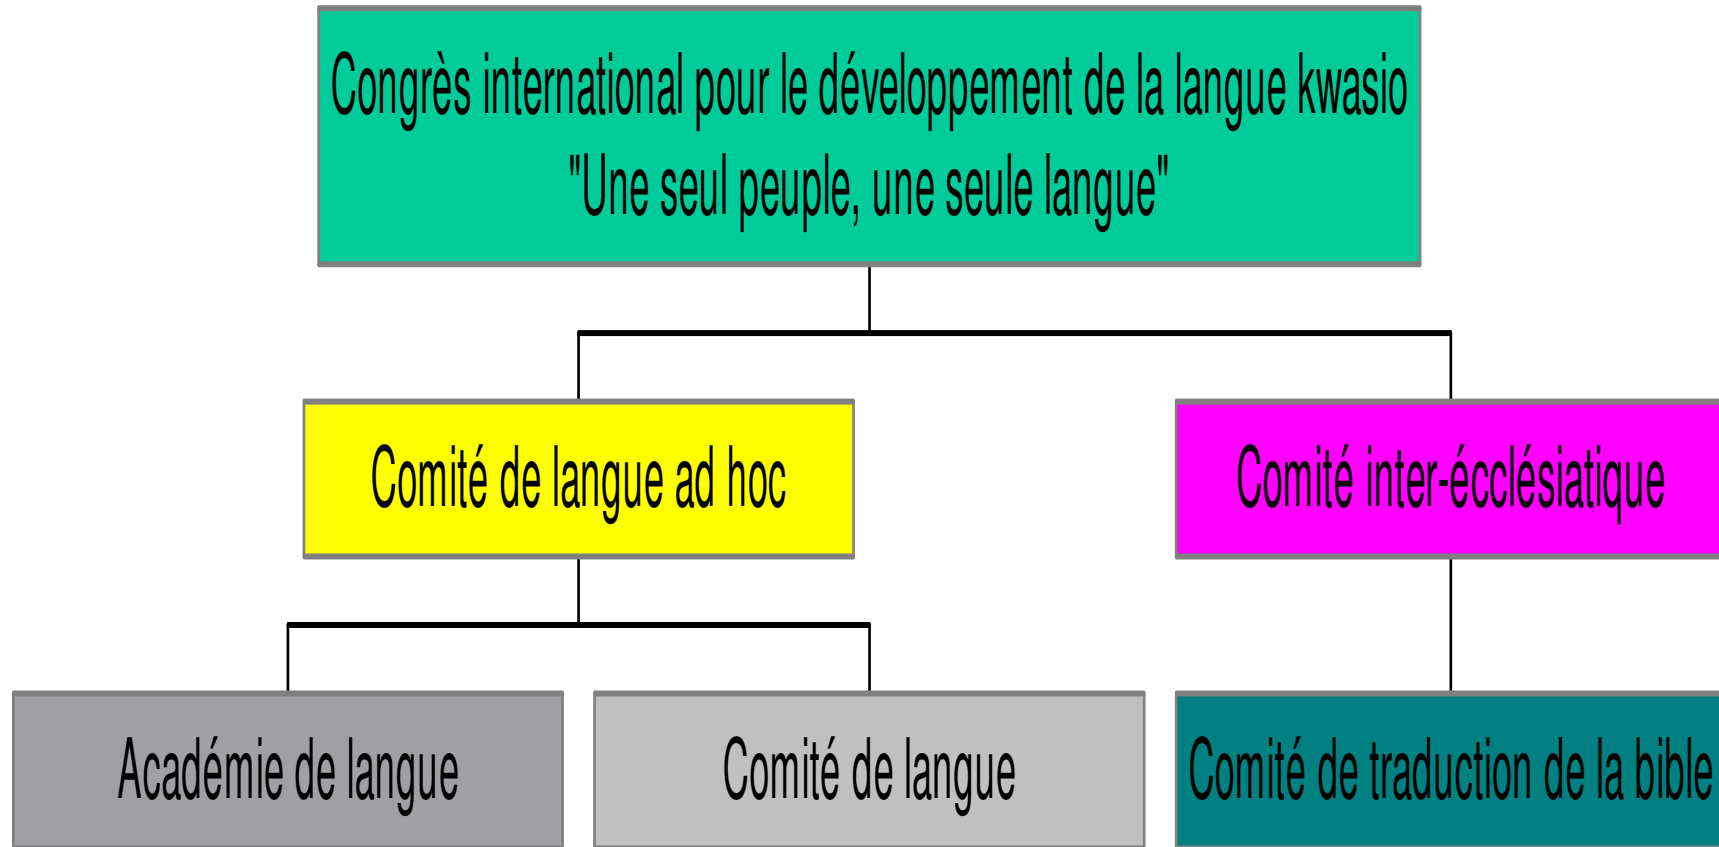 Congrès international pour le développement de la langue kwasio
"Une seul peuple, une seule langue"
Comité de langue ad hoc
Comité inter-écclésiatique
Académie de langue
Comité de langue
Comité de traduction de la bible